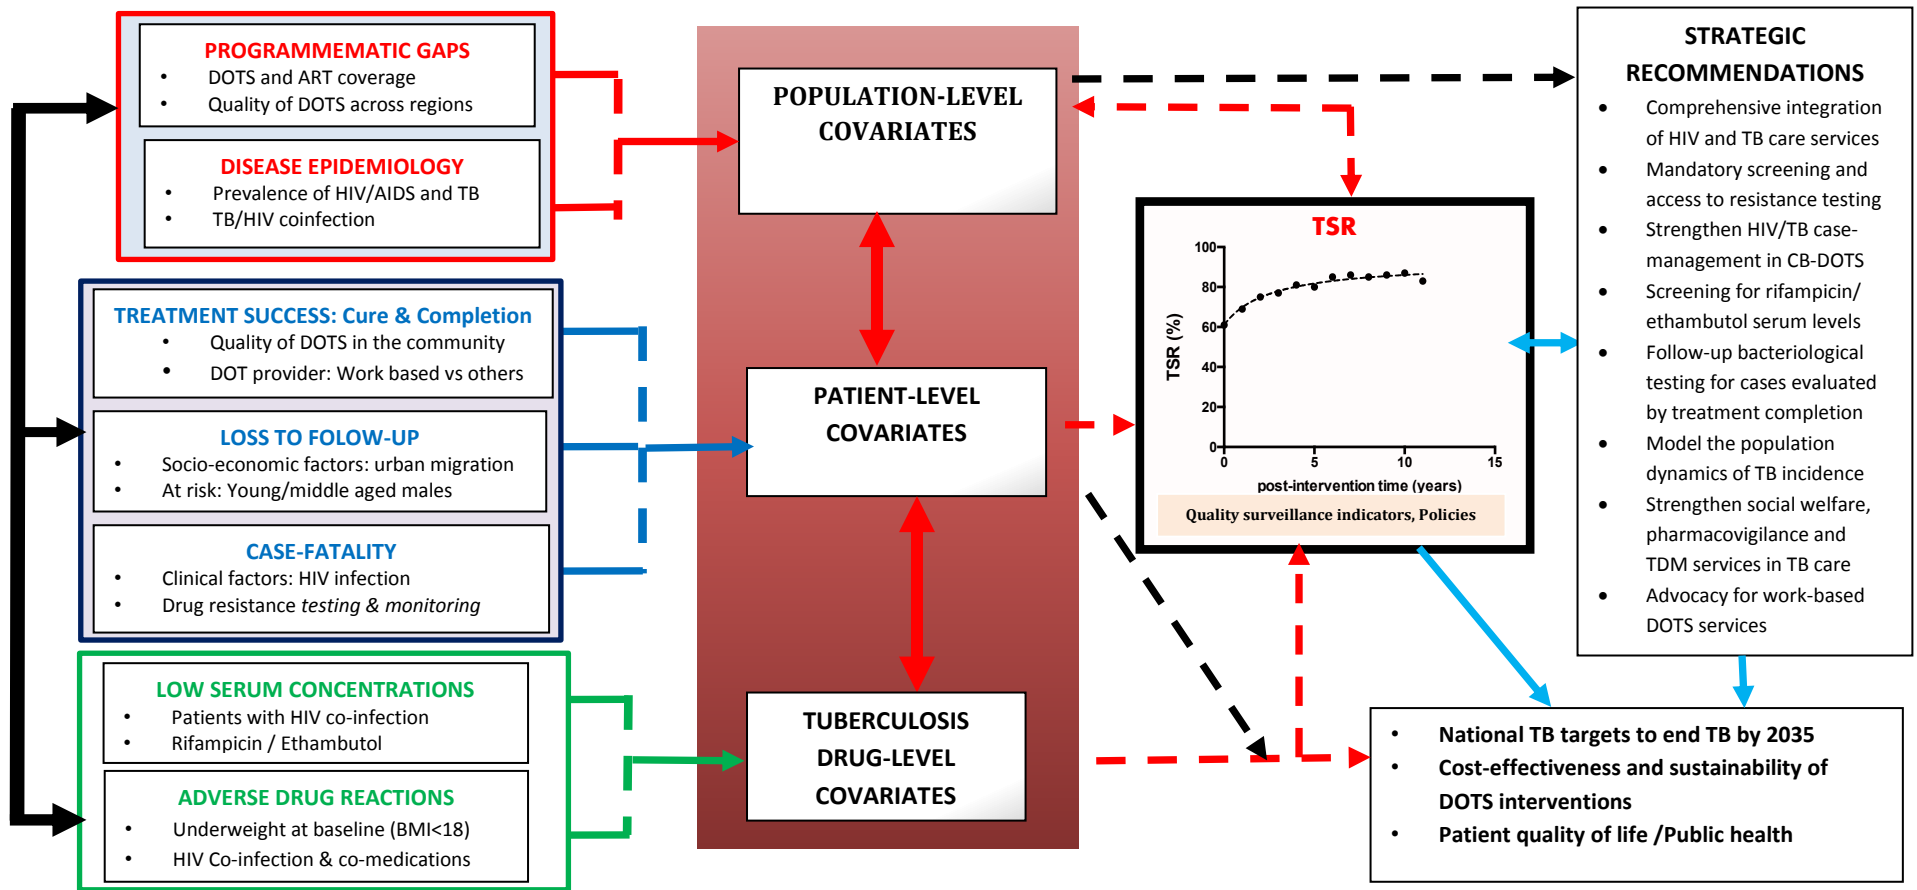 PROGRAMMEMATIC GAPS
• DOTS and ART coverage
• Quality of DOTS across regions
DISEASE EPIDEMIOLOGY
• Prevalence of HIV/AIDS and TB
• TB/HIV coinfection
TREATMENT SUCCESS: Cure & Completion
• Quality of DOTS in the community
• DOT provider: Work based vs others
LOSS TO FOLOW-UP
• Socio-economic factors: urban migration
• At risk: Young/middle aged males
CASE-FATALITY
• Clinical factors: HIV infection
• Drug resistance testing & monitoring
LOW SERUM CONCENTRATIONS
• Patients with HIV co-infection
• Rifampicin / Ethambutol
ADVERSE DRUG REACTIONS
• Underweight at baseline (BMI<18)
• HIV Co-infection & co-medications
POPULATION-LEVEL
COVARIATES
PATIENT-LEVEL
COVARIATES
TUBERCULOSIS
DRUG-LEVEL
COVARIATES
TSR
TSR (%)
100
80
60
40
20
0
0 5 10 15
post-intervention time (years)
Quality surveillance indicators, Policies
STRATEGIC
RECOMMENDATIONS
• Comprehensive integration
of HIV and TB care services
• Mandatory screening and
access to resistance testing
• Strengthen HIV/TB case-
management in CB-DOTS
• Screening for rifampicin/
ethambutol serum levels
• Follow-up bacteriological
testing for cases evaluated
by treatment completion
• Model the population
dynamics of TB incidence
• Strengthen social welfare,
pharmacovigilance and
TDM services in TB care
• Advocacy for work-based
DOTS services
• National TB targets to end TB by 2035
• Cost-effectiveness and sustainability of
DOTS interventions
• Patient quality of life /Public health